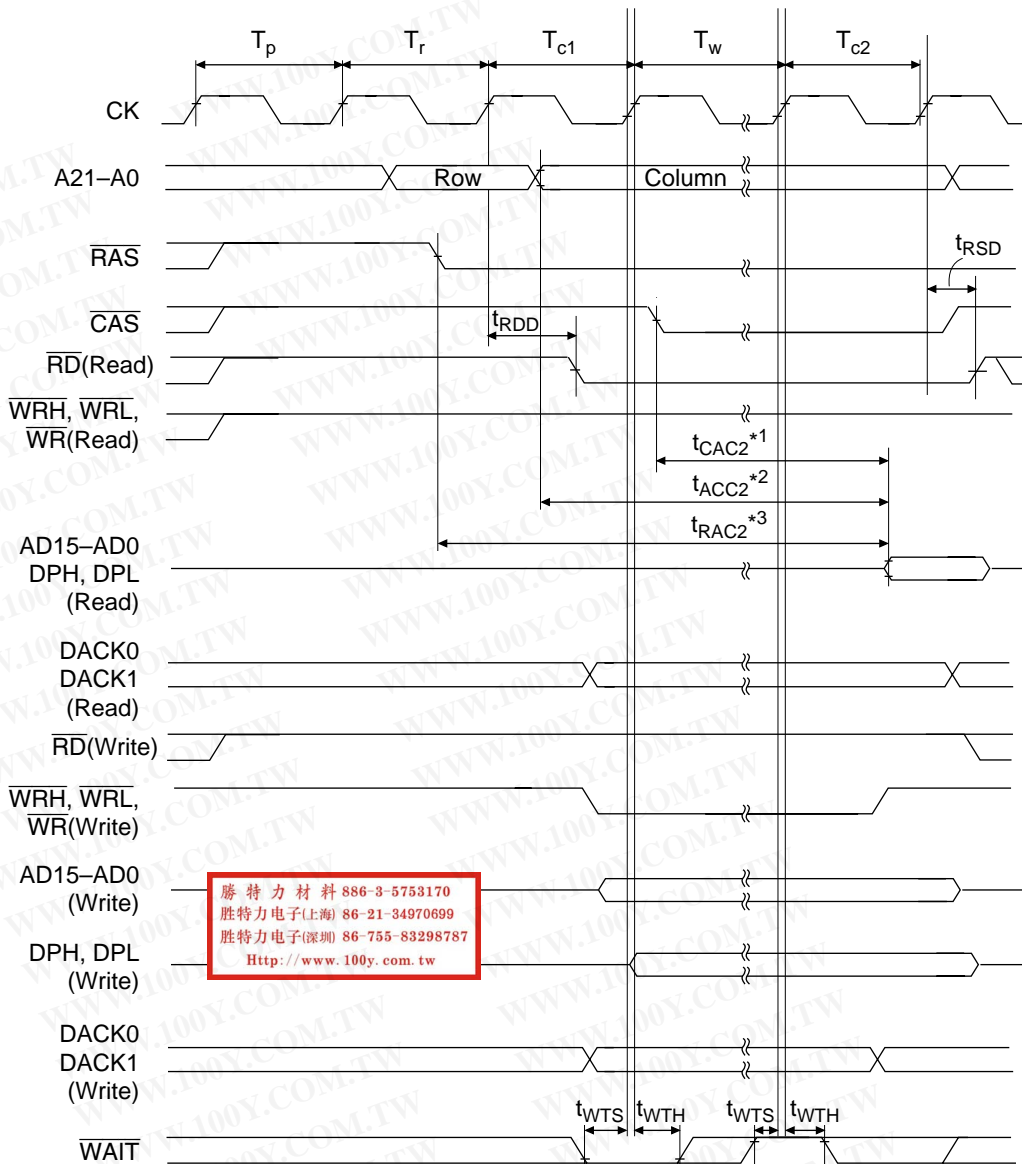 Tp Tr Tc1 Tw Tc2
CK
A21–A0 Row Column
RAS
tRSD
CAS
tRDD
RD(Read)
WRH, WRL,
WR(Read)
tCAC2*1
tACC2*2
tRAC2*3
AD15–AD0
DPH, DPL
(Read)
DACK0
DACK1
(Read)
RD(Write)
WRH, WRL,
WR(Write)
AD15–AD0
(Write)
勝 特 力 材 料 886-3-5753170
胜特力电子(上海) 86-21-34970699
胜特力电子(深圳) 86-755-83298787
Http://www.100y.com.tw
DPH, DPL
(Write)
DACK0
DACK1
(Write)
tWTS tWTH tWTS tWTH
WAIT
WWW.100Y.COM.TW